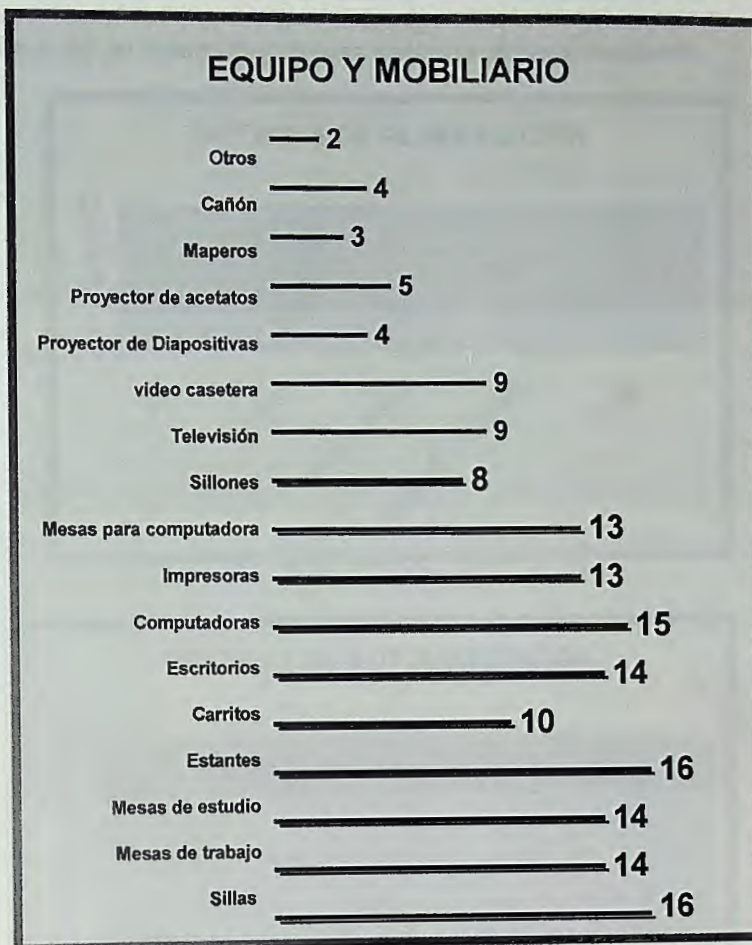 EQUIPO Y MOBILIARIO
Otros 2
Cañón 4
Maperos 3
Proyector de acetatos 5
Proyector de Diapositivas 4
video casetera 9
Televisión 9
Sillones 8
Mesas para computadora 13
Impresoras 13
Computadoras 15
Escritorios 14
Carritos 10
Estantes 16
Mesas de estudio 14
Mesas de trabajo 14
Sillas 16